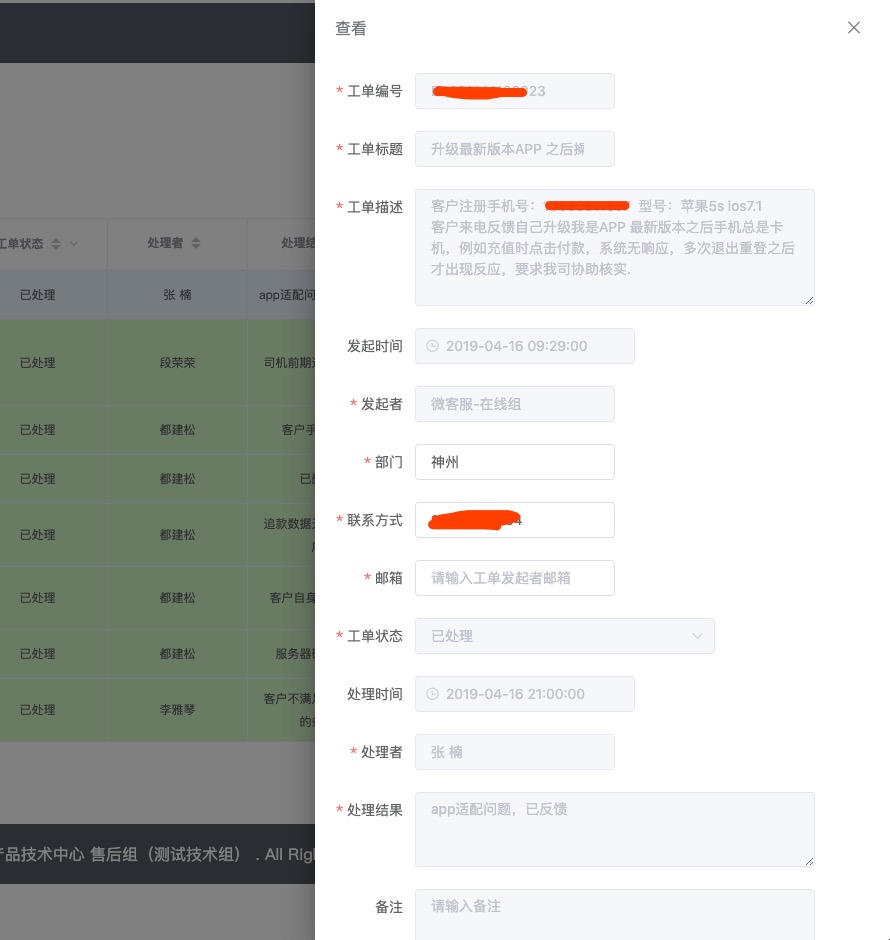 查看
* 工单编号
23
* 工单标题
升级最新版本APP 之后操
* 工单描述
客户注册手机号： 型号：苹果5s ios7.1
客户来电反馈自己升级我是APP 最新版本之后手机总是卡
机，例如充值时点击付款，系统无响应，多次退出重登之后
才出现反应，要求我司协助核实.
发起时间
2019-04-16 09:29:00
* 发起者
微客服-在线组
* 部门
神州
* 联系方式
4
* 邮箱
请输入工单发起者邮箱
* 工单状态
已处理
处理时间
2019-04-16 21:00:00
* 处理者
张 楠
* 处理结果
app适配问题，已反馈
备注
请输入备注
工单状态 处理者 处理结
已处理 张 楠 app适配问
已处理 段荣荣 司机前期
已处理 都建松 客户手
已处理 都建松 已
已处理 都建松 追款数据
已处理 都建松 客户自身
已处理 都建松 服务器
已处理 李雅琴 客户不满
的
产品技术中心 售后组（测试技术组） . All Righ